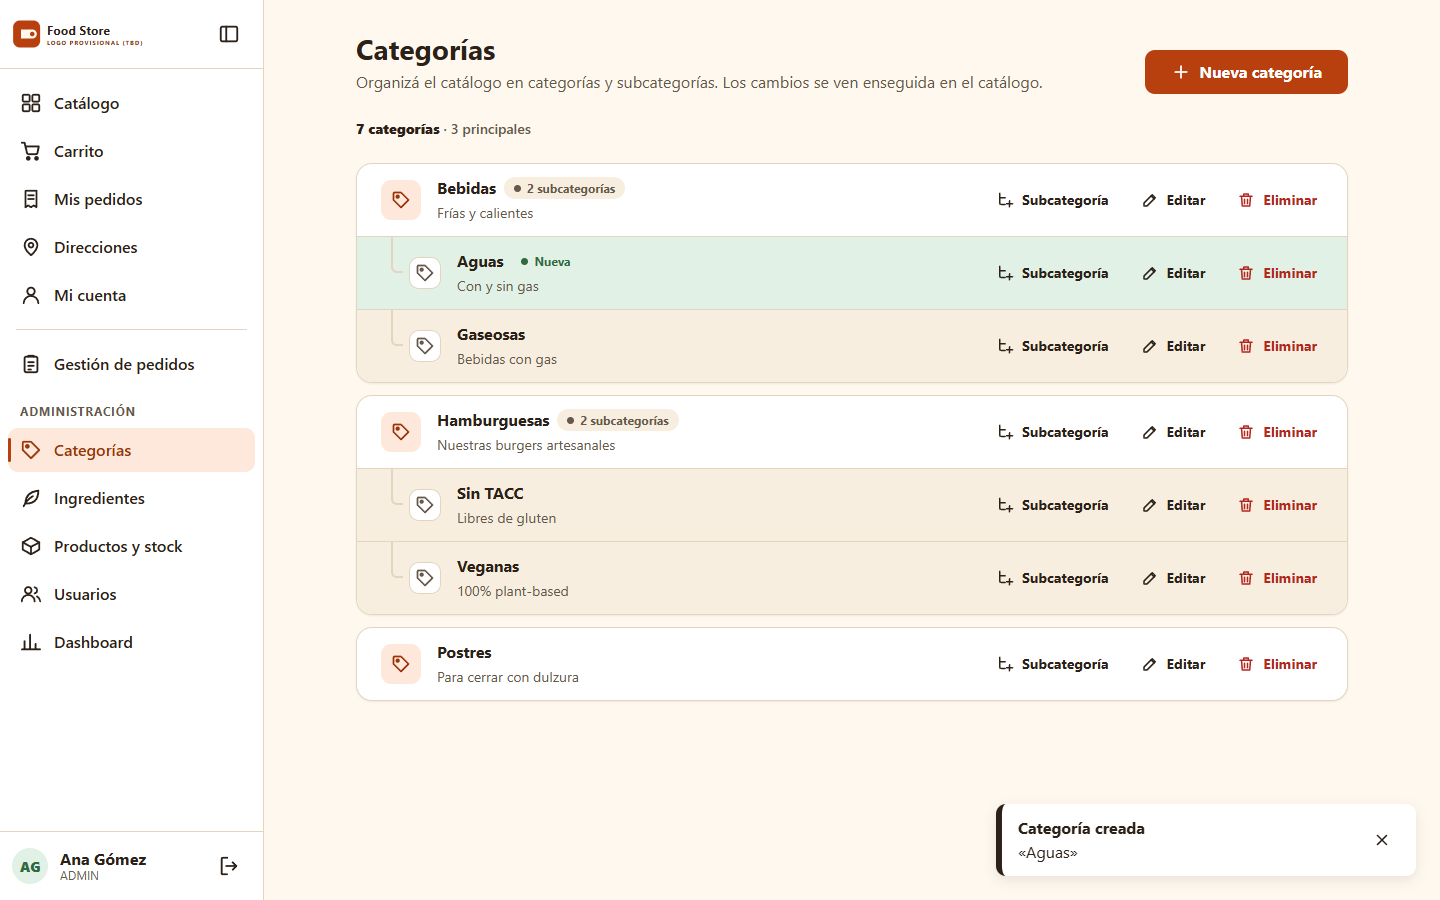 Food Store
LOGO PROVISIONAL (TBD)
Catálogo
Carrito
Mis pedidos
Direcciones
Mi cuenta
Gestión de pedidos
ADMINISTRACIÓN
Categorías
Ingredientes
Productos y stock
Usuarios
Dashboard
AG
Ana Gómez
ADMIN
Categorías
Organizá el catálogo en categorías y subcategorías. Los cambios se ven enseguida en el catálogo.
Nueva categoría
7 categorías · 3 principales
Bebidas
2 subcategorías
Frías y calientes
Subcategoría Editar Eliminar
Aguas
Nueva
Con y sin gas
Subcategoría Editar Eliminar
Gaseosas
Bebidas con gas
Subcategoría Editar Eliminar
Hamburguesas
2 subcategorías
Nuestras burgers artesanales
Subcategoría Editar Eliminar
Sin TACC
Libres de gluten
Subcategoría Editar Eliminar
Veganas
100% plant-based
Subcategoría Editar Eliminar
Postres
Para cerrar con dulzura
Subcategoría Editar Eliminar
Categoría creada
«Aguas»